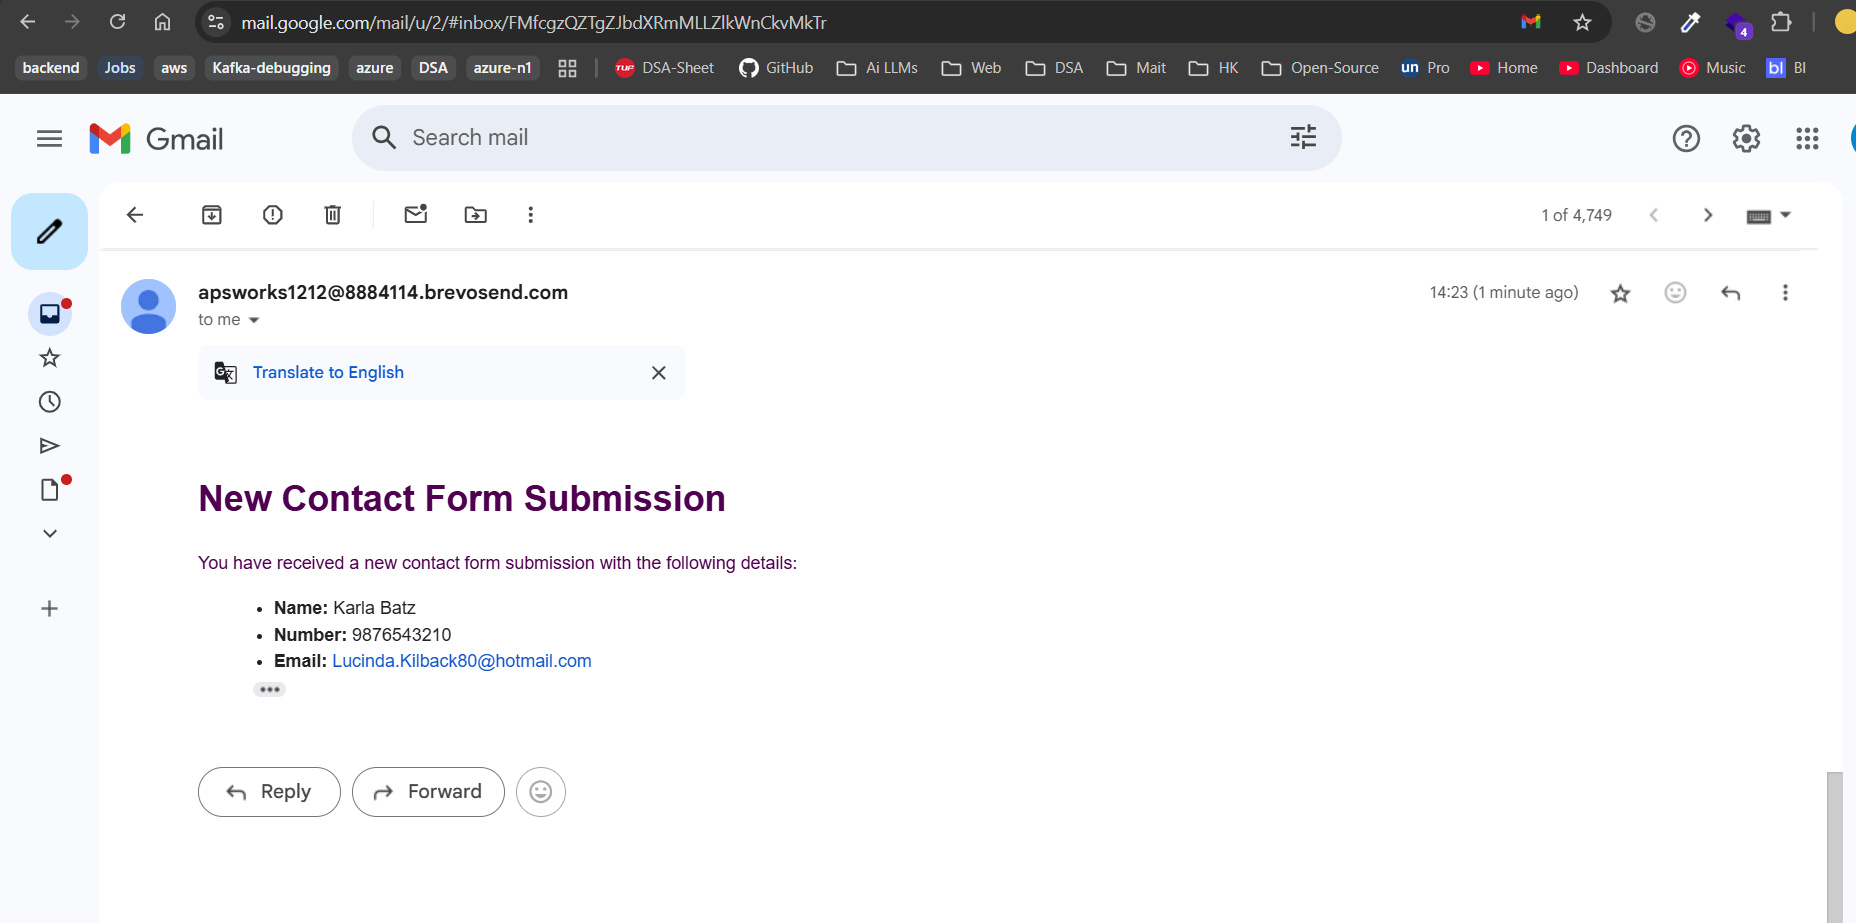 mail.google.com/mail/u/2/#inbox/FMfcgzQZTgZJbdXRmMLLZlkWnCkvMkTr
4
backend Jobs aws Kafka-debugging azure DSA azure-n1 TUF DSA-Sheet GitHub Ai LLMs Web DSA Mait HK Open-Source un Pro Home Dashboard Music bl Bl
Gmail
Search mail
1 of 4,749
apsworks1212@8884114.brevosend.com
14:23 (1 minute ago)
to me
Translate to English
New Contact Form Submission
You have received a new contact form submission with the following details:
• Name: Karla Batz
• Number: 9876543210
• Email: Lucinda.Kilback80@hotmail.com
Reply
Forward